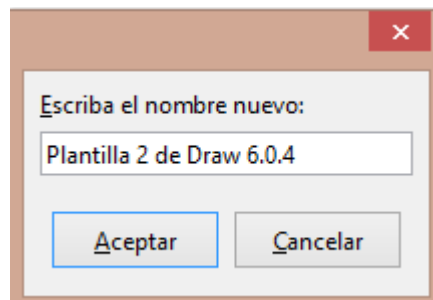 Escriba el nombre nuevo:
Plantilla 2 de Draw 6.0.4
Aceptar
Cancelar